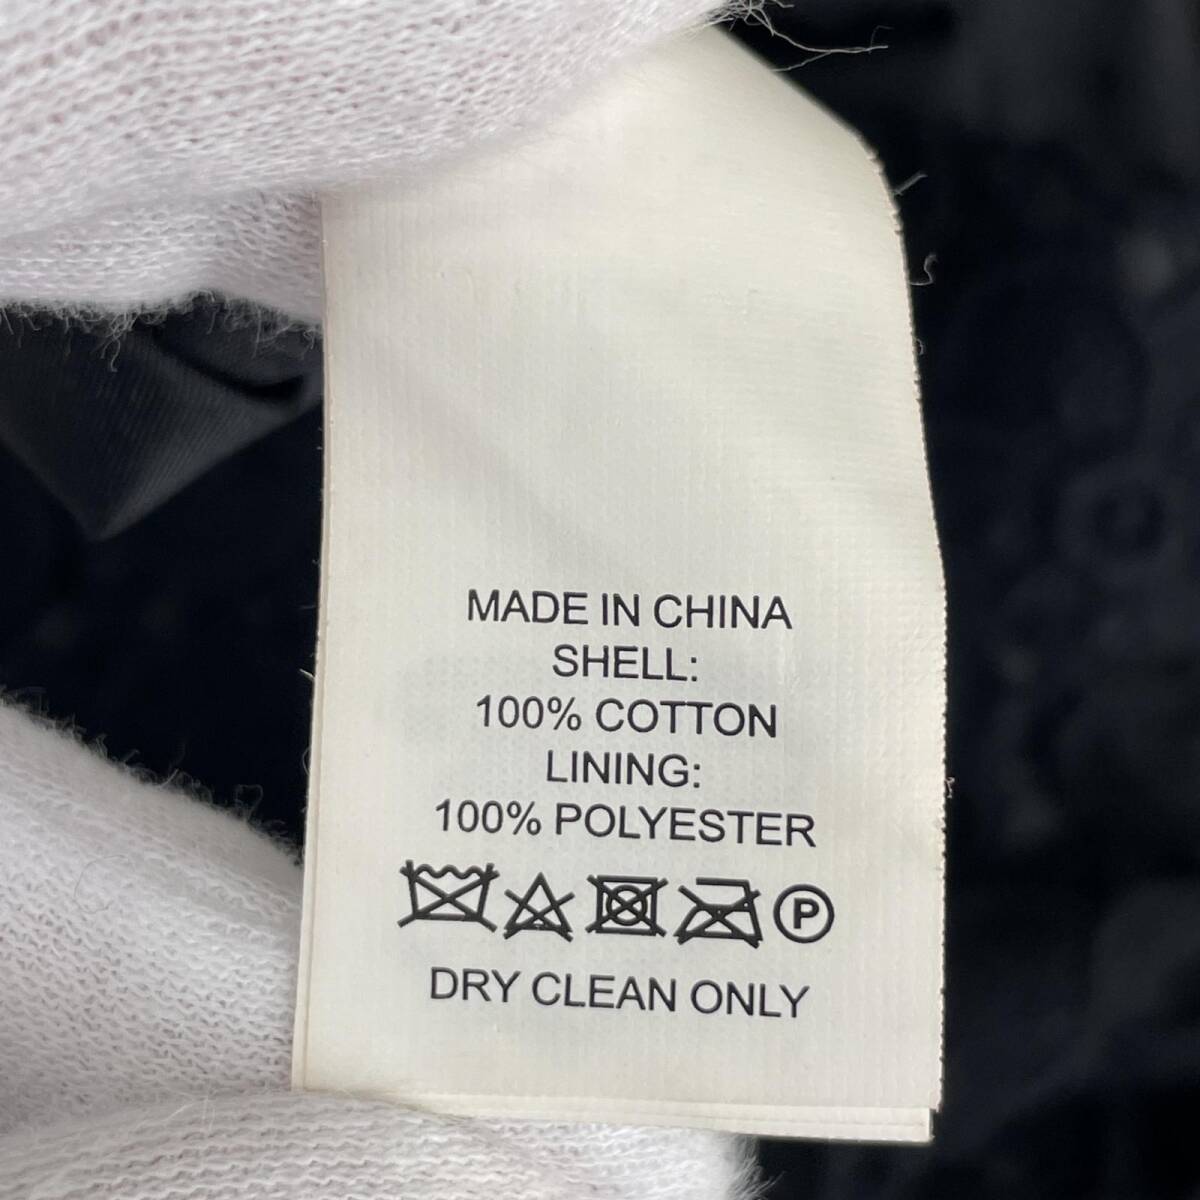 MADE IN CHINA
SHELL:
100% COTTON
LINING:
100% POLYESTER
P
DRY CLEAN ONLY